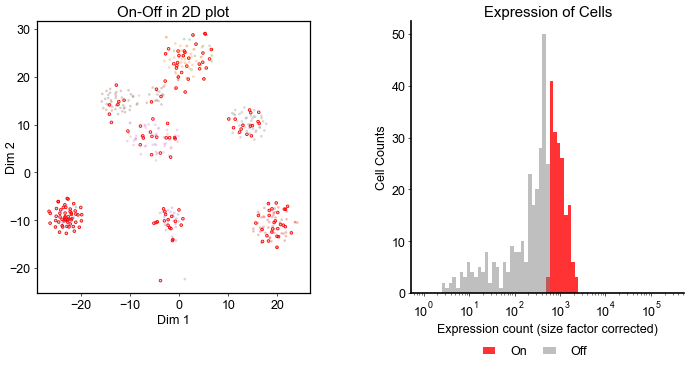 On-Off in 2D plot
30
20
10
0
−10
−20
Dim 2
−20 −10 0 10 20
Dim 1
Expression of Cells
50
40
30
20
10
0
Cell Counts
10^0 10^1 10^2 10^3 10^4 10^5
Expression count (size factor corrected)
On Off